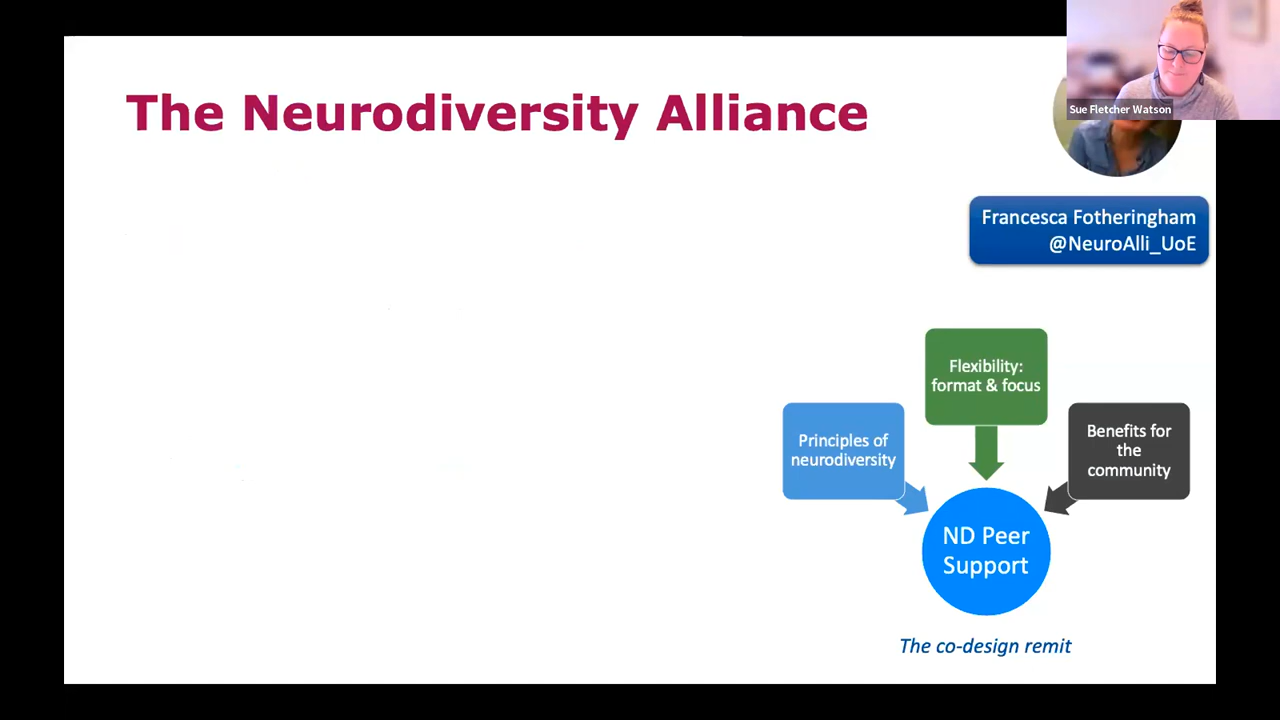 The Neurodiversity Alliance
Sue Fletcher Watson
Francesca Fotheringham
@NeuroAlli_UoE
Flexibility:
format & focus
Principles of
neurodiversity
Benefits for
the
community
ND Peer
Support
The co-design remit